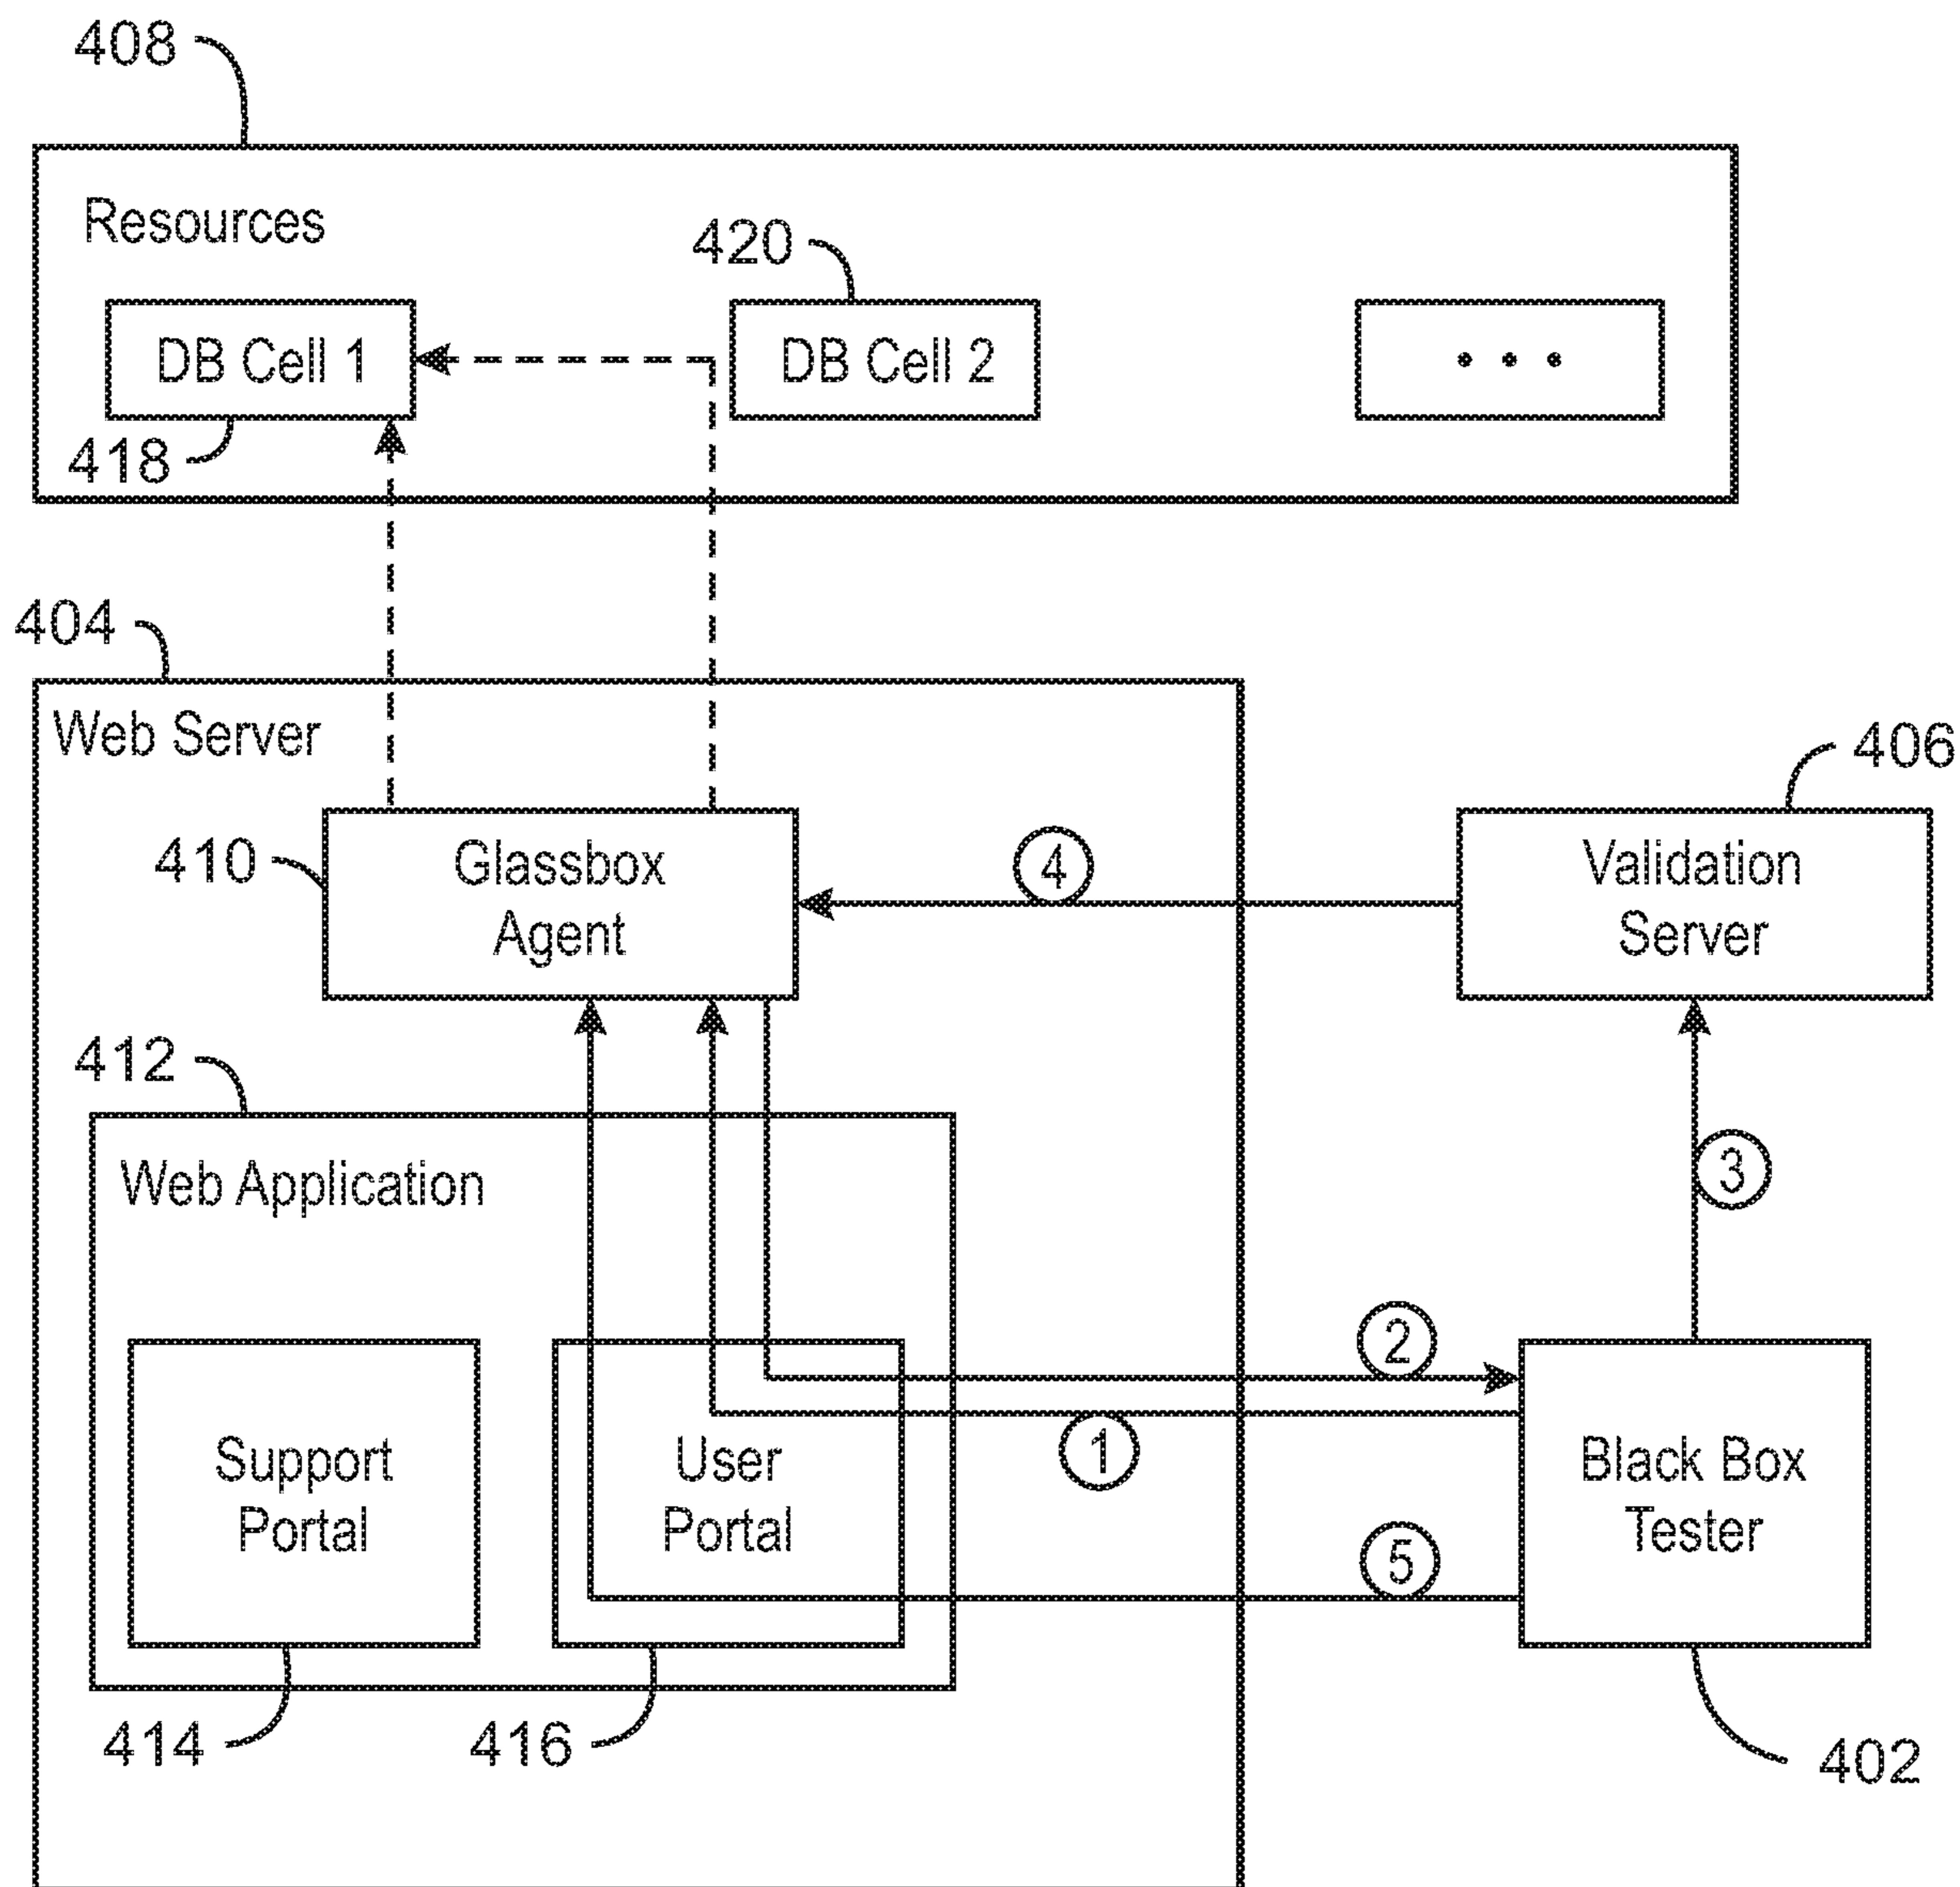 408
Resources
420
DB Cell 1
DB Cell 2
• • •
418
404
Web Server
406
410
Glassbox
Agent
4
Validation
Server
412
Web Application
3
2
1
Support
Portal
User
Portal
Black Box
Tester
5
414
416
402